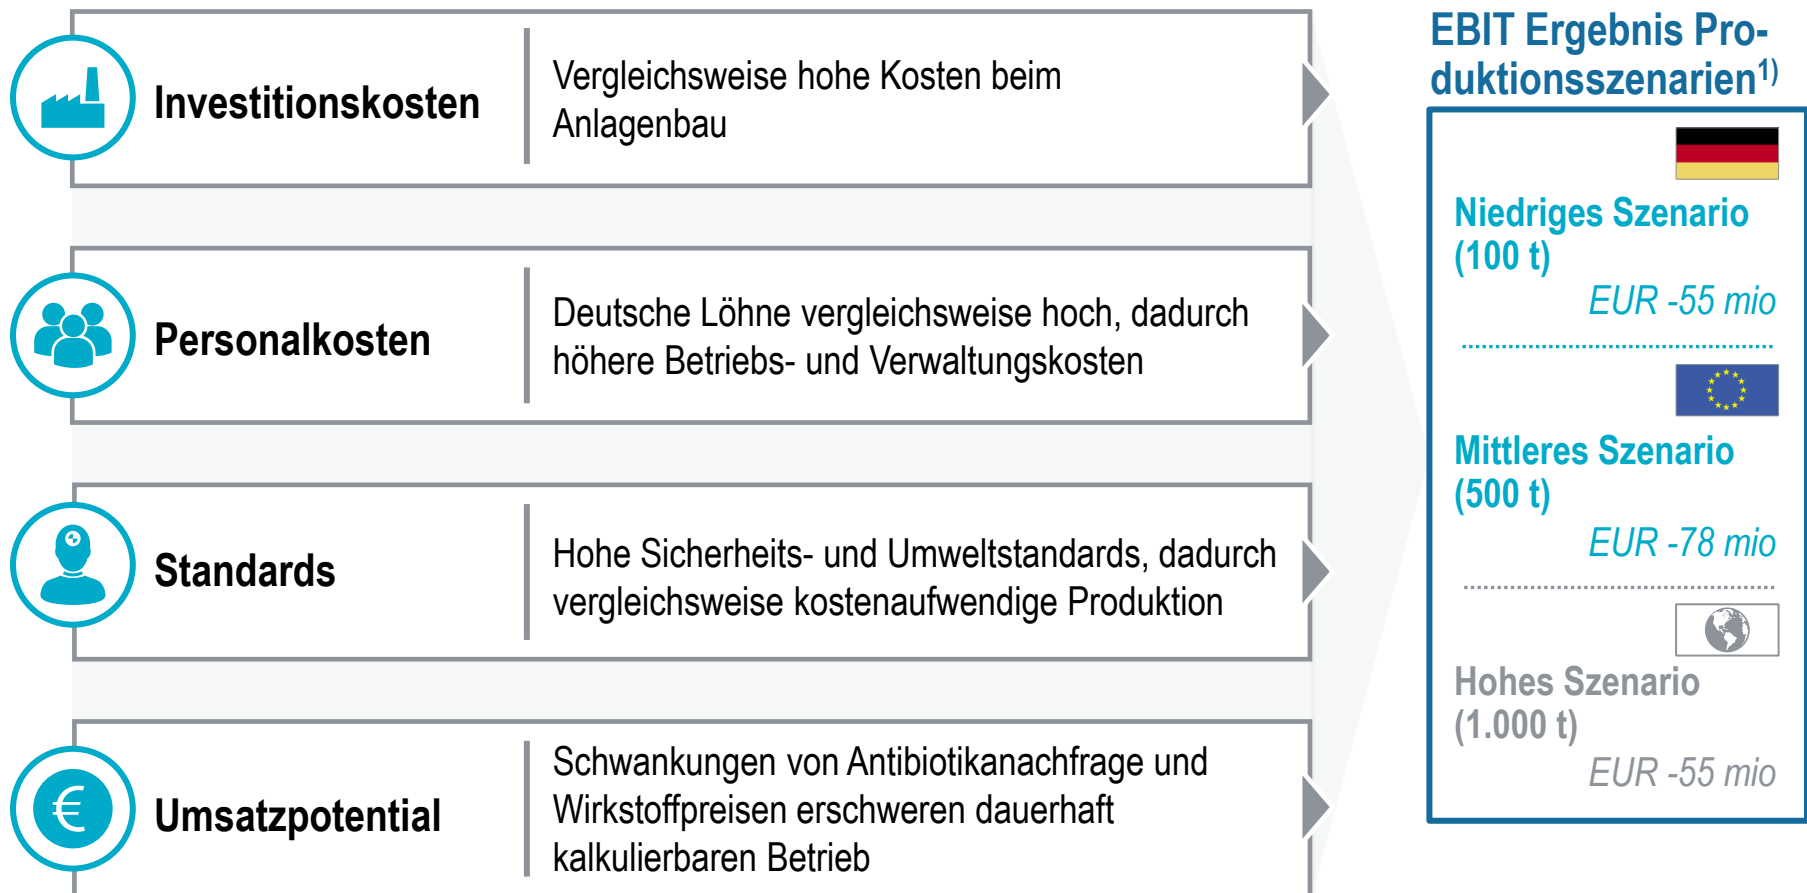 Investitionskosten
Vergleichsweise hohe Kosten beim
Anlagenbau
Personalkosten
Deutsche Löhne vergleichsweise hoch, dadurch
höhere Betriebs- und Verwaltungskosten
Standards
Hohe Sicherheits- und Umweltstandards, dadurch
vergleichsweise kostenaufwendige Produktion
€
Umsatzpotential
Schwankungen von Antibiotikanachfrage und
Wirkstoffpreisen erschweren dauerhaft
kalkulierbaren Betrieb
EBIT Ergebnis Pro-
duktionsszenarien1)
Niedriges Szenario
(100 t)
EUR -55 mio
Mittleres Szenario
(500 t)
EUR -78 mio
Hohes Szenario
(1.000 t)
EUR -55 mio